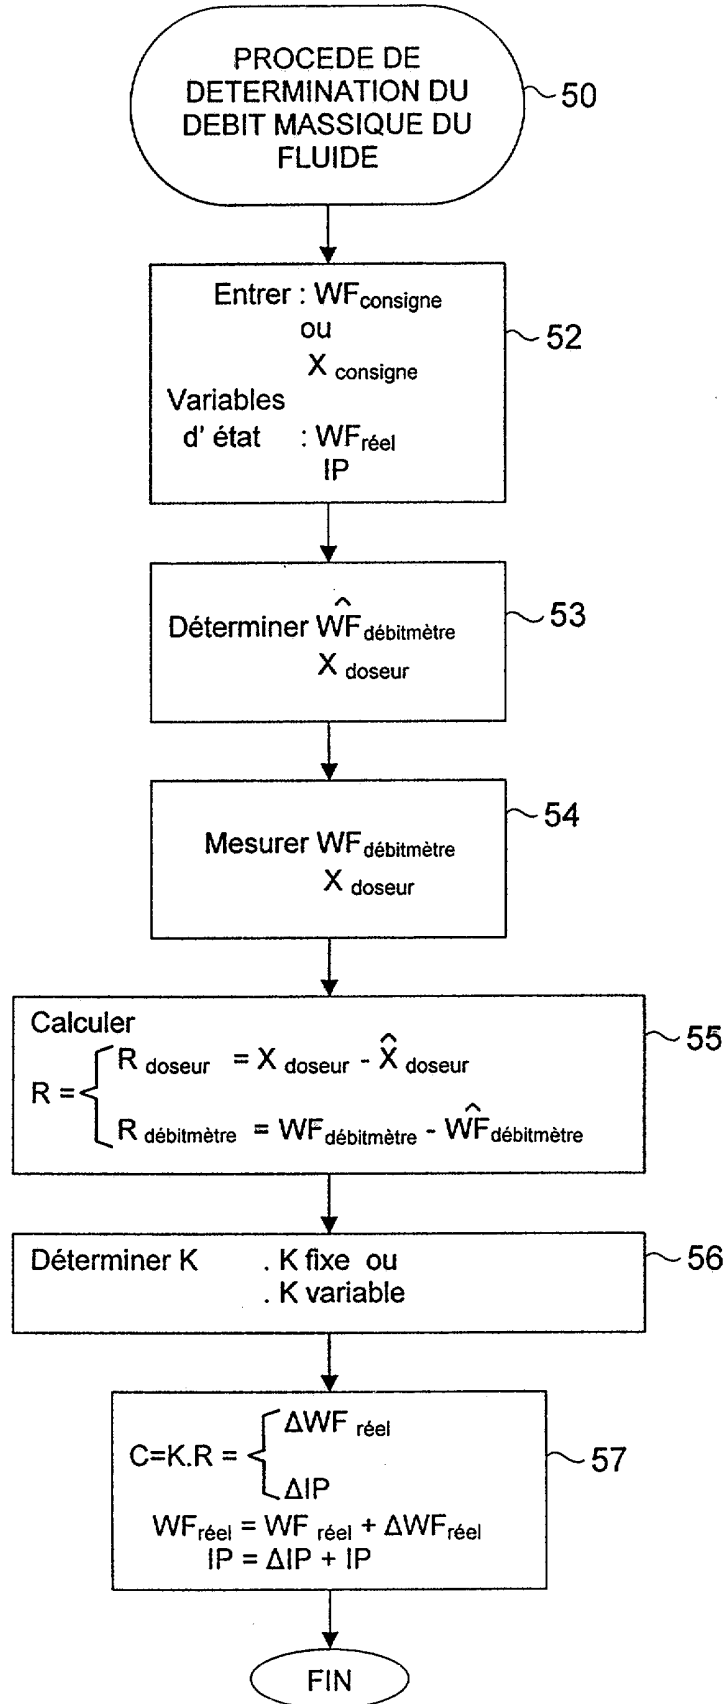 PROCEDE DE
DETERMINATION DU
DEBIT MASSIQUE DU
FLUIDE
50
Entrer : WFconsigne
ou
X consigne
Variables
d' état : WFréel
IP
52
Déterminer ŴFdébitmètre
X doseur
53
Mesurer WFdébitmètre
X doseur
54
Calculer
R doseur = X doseur - X̂ doseur
R =
R débitmètre = WFdébitmètre - ŴFdébitmètre
55
Déterminer K . K fixe ou
. K variable
56
ΔWF réel
C=K.R =
ΔIP
WFréel = WF réel + ΔWFréel
IP = ΔIP + IP
57
FIN